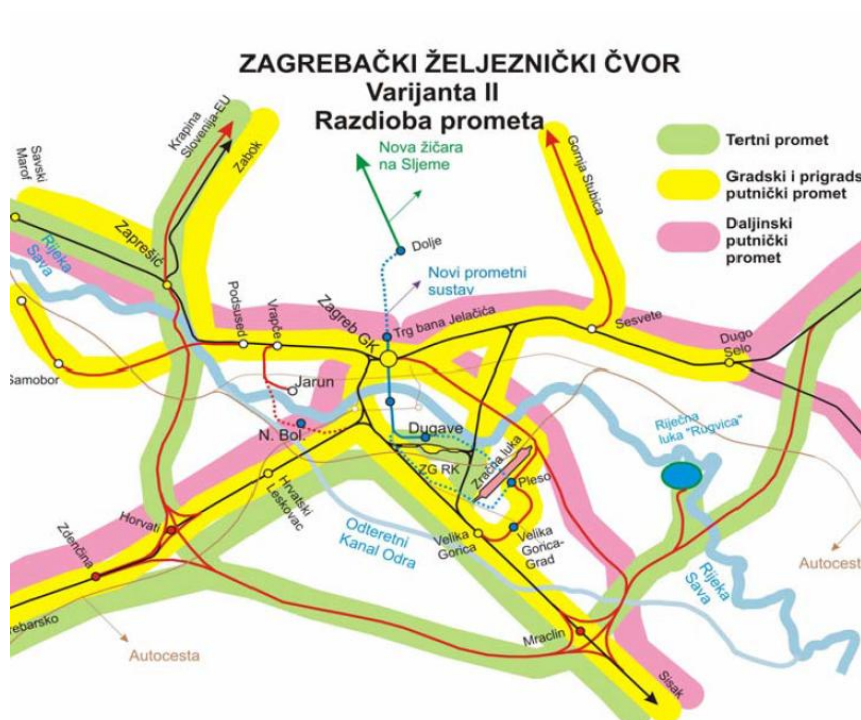 ZAGREBAČKI ŽELJEZNIČKI ČVOR
Varijanta II
Razdioba prometa
Tertni promet
Gradski i prigrads
putnički promet
Daljinski
putnički
promet
Savski
Marof
Krapina
Slovenija-EU
Zabok
Nova žičara
na Sljeme
Gornja Stubica
Dolje
Novi prometni
sustav
Zaprešić
Rijeka
Sava
Podsused
Vrapče
Zagreb GK
Trg bana Jelačića
Sesvete
Dugo
Selo
Samobor
Jarun
N. Bol.
Dugave
Riječna
luka "Rugvica"
ZG RK
Zračna luka
Pleso
Hrvatski
Leskovac
Horvati
Zdenčina
Odteretni
Kanal Odra
Velika
Gorica
Velika
Gorica-
Grad
Autocest
Rijeka
Sava
rebarsko
Autocesta
Mraclin
Sisak